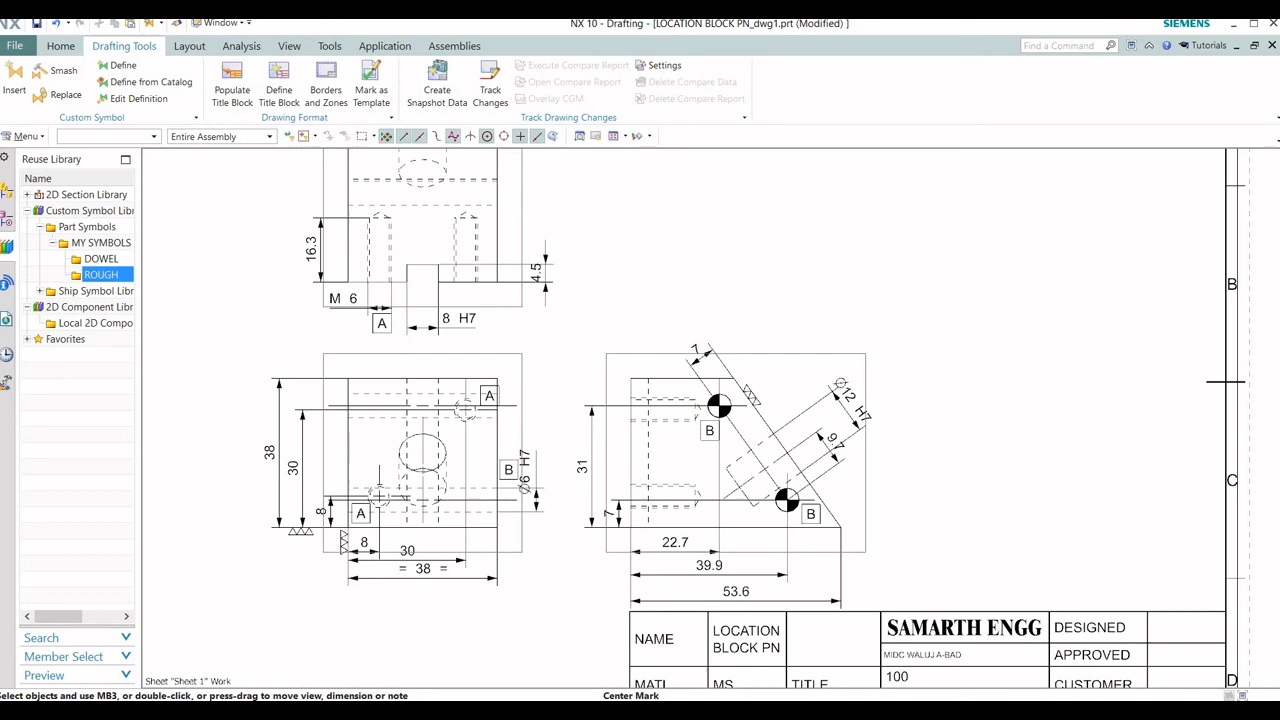 NX 10 - Drafting - [LOCATION BLOCK PN_dwg1.prt (Modified) ]
SIEMENS
Window
File Home Drafting Tools Layout Analysis View Tools Application Assemblies
Find a Command
Tutorials
Insert
Smash
Replace
Define
Define from Catalog
Edit Definition
Custom Symbol
Populate Title Block
Define Title Block
Borders and Zones
Mark as Template
Drawing Format
Create Snapshot Data
Track Changes
Execute Compare Report
Open Compare Report
Overlay CGM
Settings
Delete Compare Data
Delete Compare Report
Track Drawing Changes
Menu
Entire Assembly
Reuse Library
Name
2D Section Library
Custom Symbol Libr
Part Symbols
MY SYMBOLS
DOWEL
ROUGH
Ship Symbol Libr
2D Component Libr
Local 2D Compo
Favorites
Search
Member Select
Preview
16.3
4.5
M 6
A
8 H7
B
7
Ø12 H7
9.7
38
30
8
A
A
B
Ø6 H7
8
30
= 38 =
31
7
B
B
22.7
39.9
53.6
C
D
NAME
LOCATION BLOCK PN
SAMARTH ENGG
MIDC WALUJ A-BAD
DESIGNED
APPROVED
MATL
MS
TITLE
100
CUSTOMER
Sheet "Sheet 1" Work
Select objects and use MB3, or double-click, or press-drag to move view, dimension or note
Center Mark